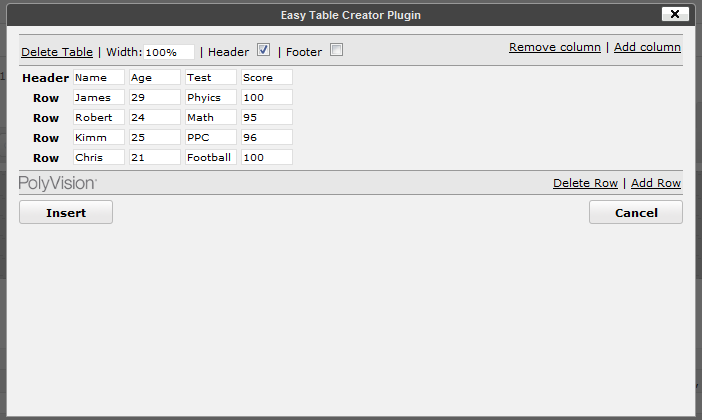 Easy Table Creator Plugin
Delete Table | Width: 100% | Header | Footer Remove column | Add column
Header Name Age Test Score
Row James 29 Phyics 100
Row Robert 24 Math 95
Row Kimm 25 PPC 96
Row Chris 21 Football 100
PolyVision Delete Row | Add Row
Insert Cancel